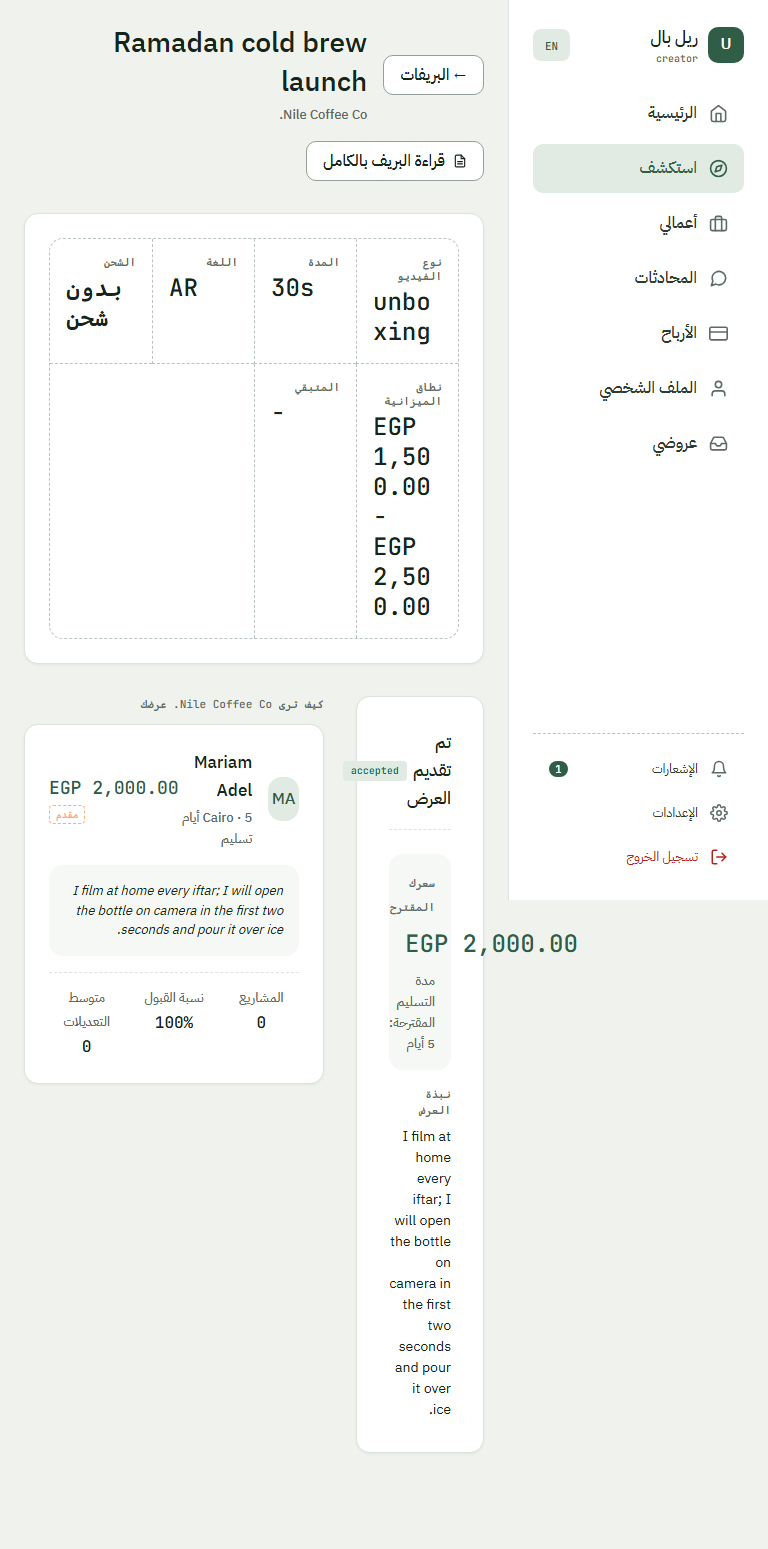 U
ريل بال
creator
EN
الرئيسية
استكشف
أعمالي
المحادثات
الأرباح
الملف الشخصي
عروضي
الإشعارات
1
الإعدادات
تسجيل الخروج
← البريفات
Ramadan cold brew
launch
Nile Coffee Co.
قراءة البريف بالكامل
نوع
الفيديو
unbo
xing
المدة
30s
اللغة
AR
الشحن
بدون
شحن
نطاق
الميزانية
EGP
1,50
0.00
-
EGP
2,50
0.00
المتبقي
-
تم
تقديم
العرض
accepted
سعرك
المقترح
EGP 2,000.00
مدة
التسليم
المقترحة:
5 أيام
نبذة
العرض
I film at
home
every
iftar; I
will open
the bottle
on
camera in
the first
two
seconds
and pour
it over
ice.
كيف ترى Nile Coffee Co. عرضك
MA
Mariam
Adel
Cairo • 5 أيام
تسليم
EGP 2,000.00
مقدم
I film at home every iftar; I will open
the bottle on camera in the first two
seconds and pour it over ice.
المشاريع
0
نسبة القبول
100%
متوسط
التعديلات
0